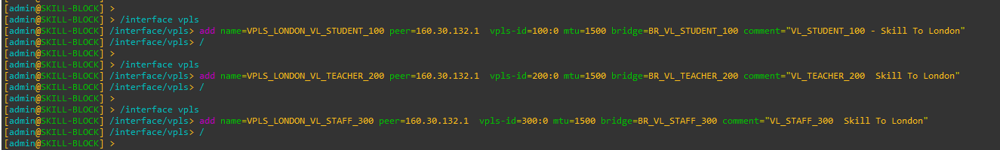 [admin@SKILL-BLOCK] >
[admin@SKILL-BLOCK] > /interface vpls
[admin@SKILL-BLOCK] /interface/vpls> add name=VPLS_LONDON_VL_STUDENT_100 peer=160.30.132.1  vpls-id=100:0 mtu=1500 bridge=BR_VL_STUDENT_100 comment="VL_STUDENT_100 - Skill To London"
[admin@SKILL-BLOCK] /interface/vpls> /
[admin@SKILL-BLOCK] >
[admin@SKILL-BLOCK] > /interface vpls
[admin@SKILL-BLOCK] /interface/vpls> add name=VPLS_LONDON_VL_TEACHER_200 peer=160.30.132.1  vpls-id=200:0 mtu=1500 bridge=BR_VL_TEACHER_200 comment="VL_TEACHER_200  Skill To London"
[admin@SKILL-BLOCK] /interface/vpls> /
[admin@SKILL-BLOCK] >
[admin@SKILL-BLOCK] > /interface vpls
[admin@SKILL-BLOCK] /interface/vpls> add name=VPLS_LONDON_VL_STAFF_300 peer=160.30.132.1  vpls-id=300:0 mtu=1500 bridge=BR_VL_STAFF_300 comment="VL_STAFF_300  Skill To London"
[admin@SKILL-BLOCK] /interface/vpls> /
[admin@SKILL-BLOCK] >